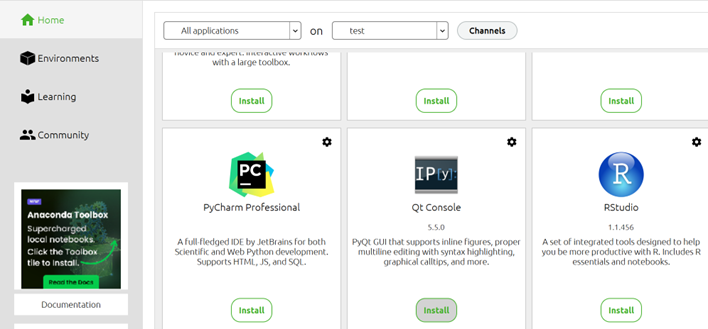 Home
Environments
Learning
Community
NEW
Anaconda Toolbox
Supercharged
local notebooks.
Click the Toolbox
tile to install.
Read the Docs
Documentation
All applications
on
test
Channels
novice and expert. Interactive workflows
with a large toolbox.
Install
Install
Install
PC
PyCharm Professional
A full-fledged IDE by JetBrains for both
Scientific and Web Python development.
Supports HTML, JS, and SQL.
Install
IP[y]:
Qt Console
5.5.0
PyQt GUI that supports inline figures, proper
multiline editing with syntax highlighting,
graphical calltips, and more.
Install
R
RStudio
1.1.456
A set of integrated tools designed to help
you be more productive with R. Includes R
essentials and notebooks.
Install